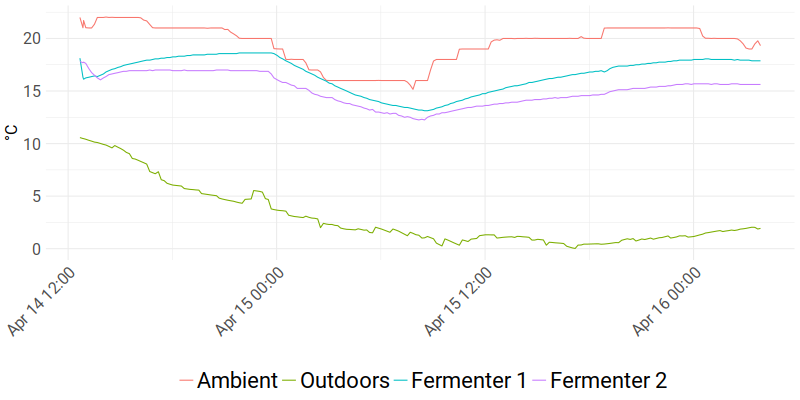 20
15
10
5
0
°C
Apr 14 12:00
Apr 15 00:00
Apr 15 12:00
Apr 16 00:00
Ambient Outdoors Fermenter 1 Fermenter 2